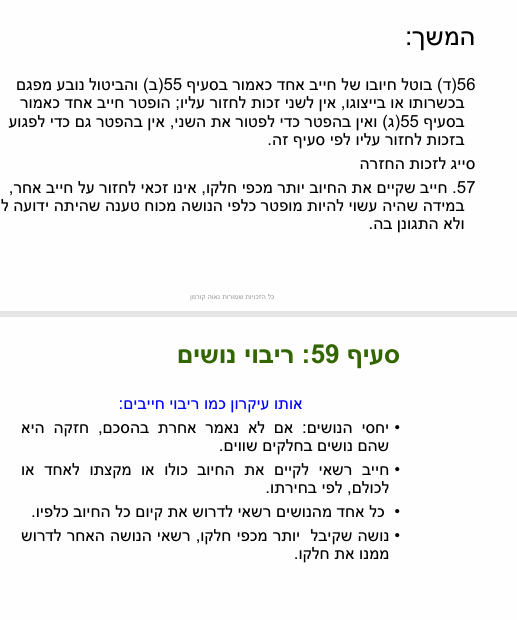 המשך:
56(ד) בוטל חיובו של חייב אחד כאמור בסעיף 55(ב) והביטול נובע מפגם
בכשרותו או בייצוגו, אין לשני זכות לחזור עליו; הופטר חייב אחד כאמור
בסעיף 55(ג) ואין בהפטר כדי לפטור את השני, אין בהפטר גם כדי לפגוע
בזכות לחזור עליו לפי סעיף זה.
סייג לזכות החזרה
57. חייב שקיים את החיוב יותר מכפי חלקו, אינו זכאי לחזור על חייב אחר,
במידה שהיה עשוי להיות מופטר כלפי הנושה מכוח טענה שהיתה ידועה ל
ולא התגונן בה.
כל הזכויות שמורות נאוה קורמן
סעיף 59: ריבוי נושים
אותו עיקרון כמו ריבוי חייבים:
• יחסי הנושים: אם לא נאמר אחרת בהסכם, חזקה היא
שהם נושים בחלקים שווים.
• חייב רשאי לקיים את החיוב כולו או מקצתו לאחד או
לכולם, לפי בחירתו.
• כל אחד מהנושים רשאי לדרוש את קיום כל החיוב כלפיו.
• נושה שקיבל יותר מכפי חלקו, רשאי הנושה האחר לדרוש
ממנו את חלקו.